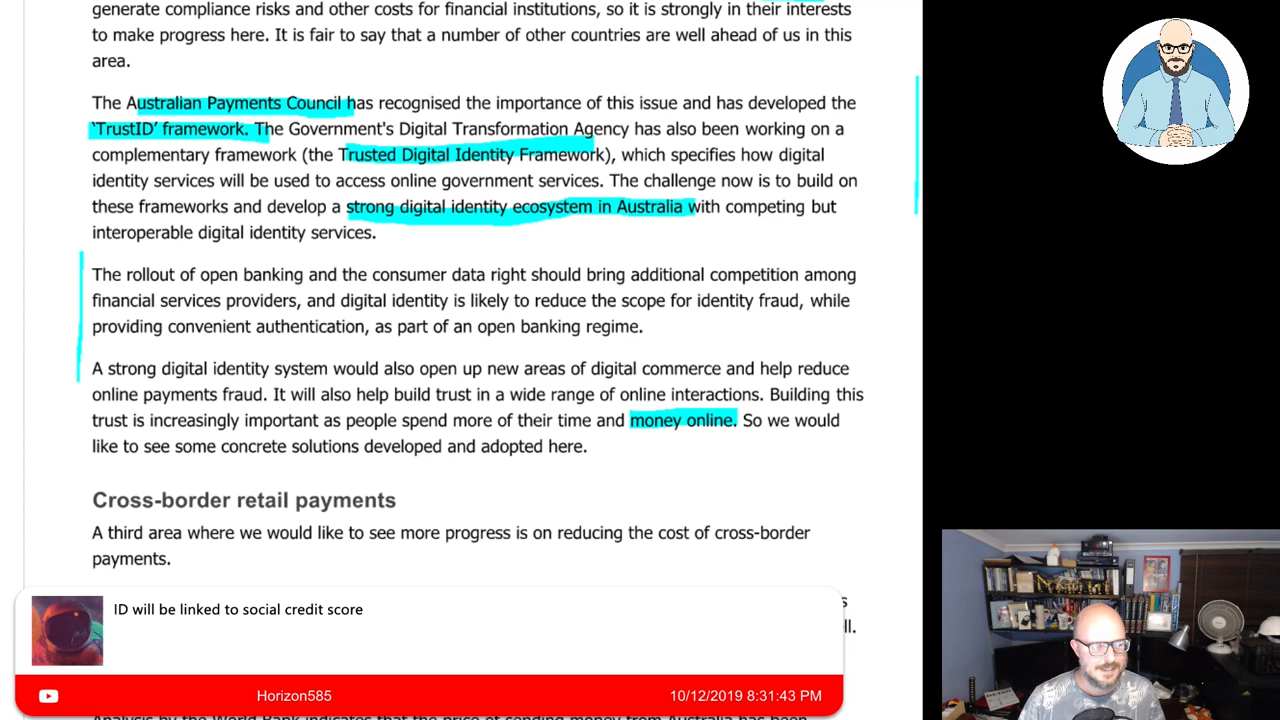 generate compliance risks and other costs for financial institutions, so it is strongly in their interests
to make progress here. It is fair to say that a number of other countries are well ahead of us in this
area.
The Australian Payments Council has recognised the importance of this issue and has developed the
‘TrustID’ framework. The Government's Digital Transformation Agency has also been working on a
complementary framework (the Trusted Digital Identity Framework), which specifies how digital
identity services will be used to access online government services. The challenge now is to build on
these frameworks and develop a strong digital identity ecosystem in Australia with competing but
interoperable digital identity services.
The rollout of open banking and the consumer data right should bring additional competition among
financial services providers, and digital identity is likely to reduce the scope for identity fraud, while
providing convenient authentication, as part of an open banking regime.
A strong digital identity system would also open up new areas of digital commerce and help reduce
online payments fraud. It will also help build trust in a wide range of online interactions. Building this
trust is increasingly important as people spend more of their time and money online. So we would
like to see some concrete solutions developed and adopted here.
Cross-border retail payments
A third area where we would like to see more progress is on reducing the cost of cross-border
payments.
ID will be linked to social credit score
Horizon585
10/12/2019 8:31:43 PM